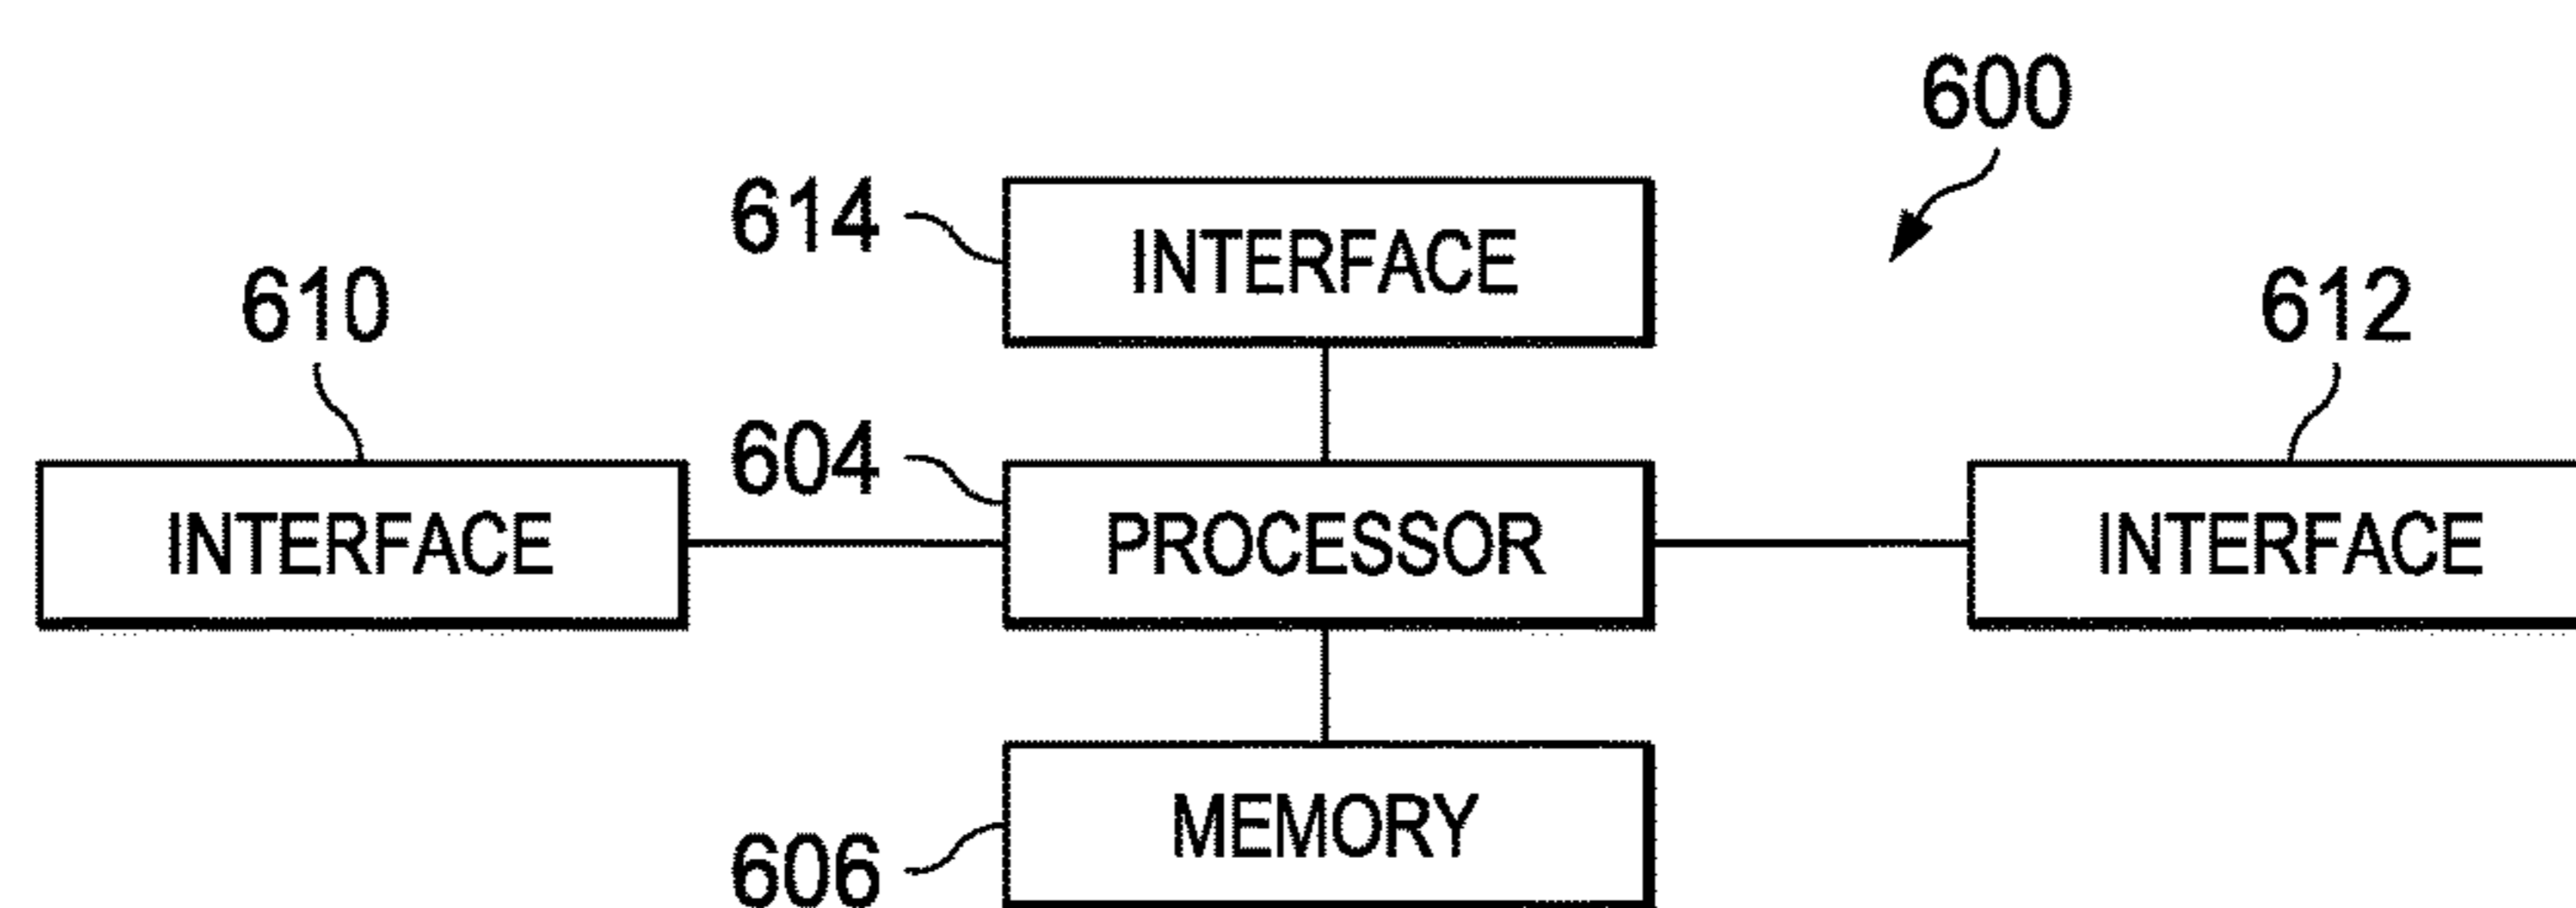 600
614
INTERFACE
610
612
604
INTERFACE
PROCESSOR
INTERFACE
MEMORY
606